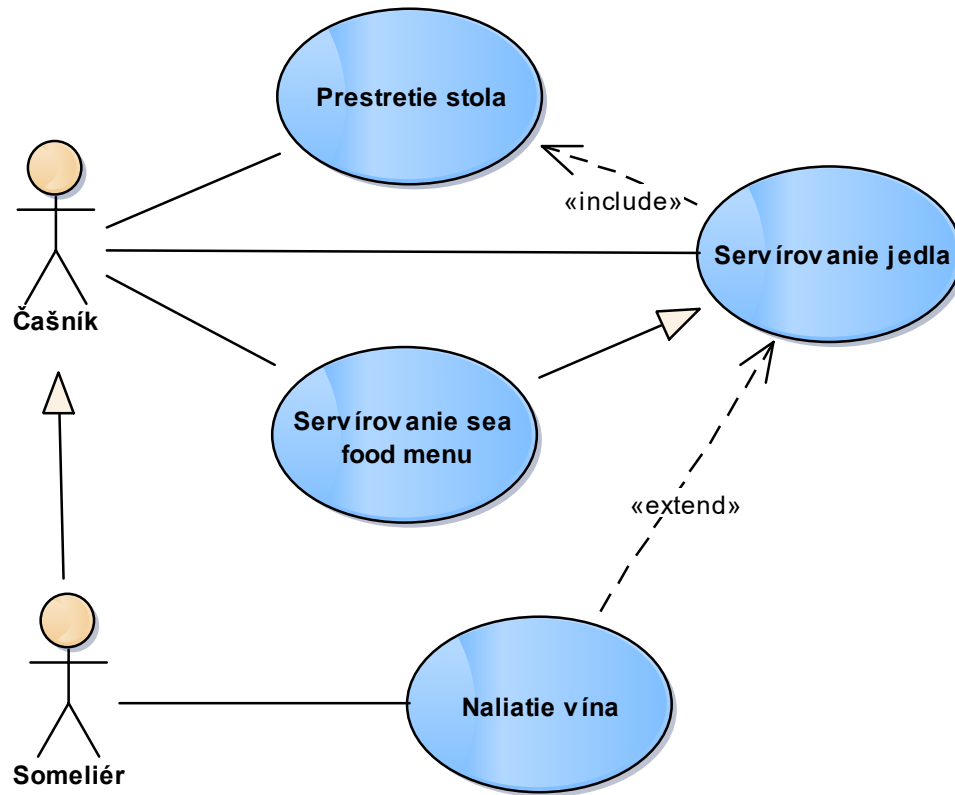 Prestretie stola
«include»
Servírovanie jedla
Čašník
Servírovanie sea
food menu
«extend»
Naliatie vína
Someliér